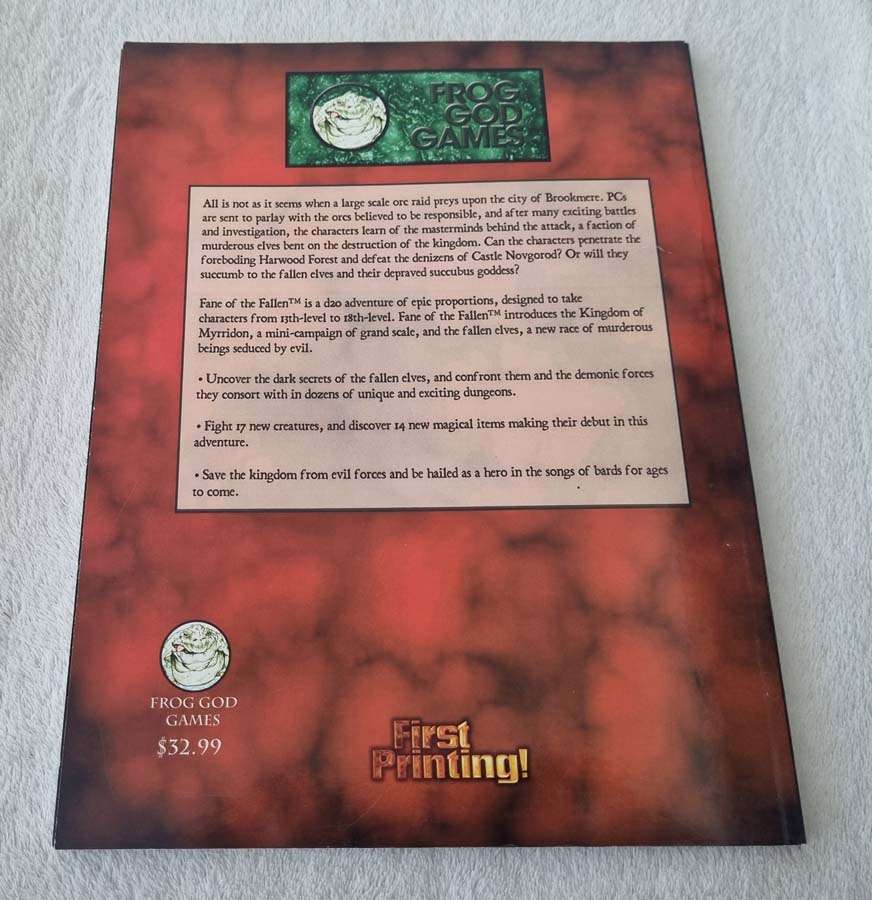 FROG
GOD
GAMES
All is not as it seems when a large scale orc raid preys upon the city of Brookmere. PCs
are sent to parlay with the orcs believed to be responsible, and after many exciting battles
and investigation, the characters learn of the masterminds behind the attack, a faction of
murderous elves bent on the destruction of the kingdom. Can the characters penetrate the
foreboding Harwood Forest and defeat the denizens of Castle Novgorod? Or will they
succumb to the fallen elves and their depraved succubus goddess?
Fane of the Fallen™ is a d20 adventure of epic proportions, designed to take
characters from 13th-level to 18th-level. Fane of the Fallen™ introduces the Kingdom of
Myrridon, a mini-campaign of grand scale, and the fallen elves, a new race of murderous
beings seduced by evil.
• Uncover the dark secrets of the fallen elves, and confront them and the demonic forces
they consort with in dozens of unique and exciting dungeons.
• Fight 17 new creatures, and discover 14 new magical items making their debut in this
adventure.
• Save the kingdom from evil forces and be hailed as a hero in the songs of bards for ages
to come.
FROG GOD
GAMES
$32.99
First
Printing!